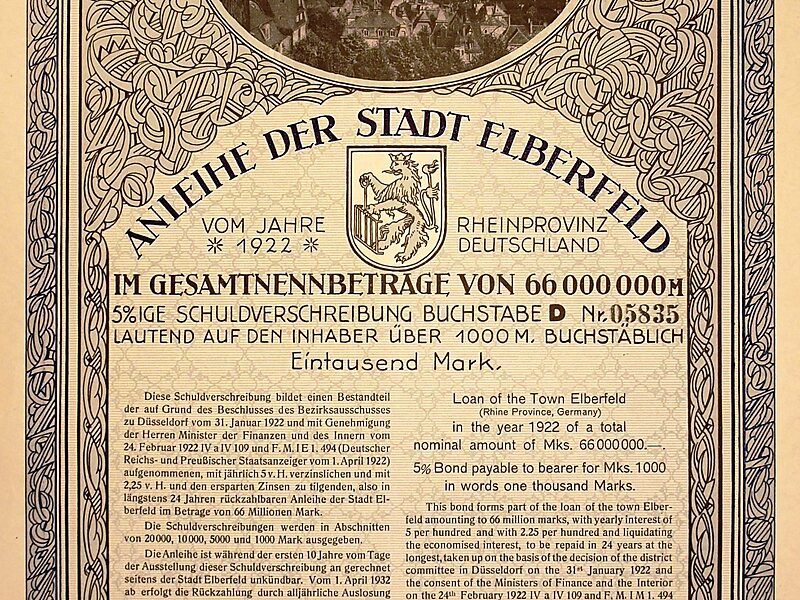 ANLEIHE DER STADT ELBERFELD
VOM JAHRE
* 1922 *
RHEINPROVINZ
DEUTSCHLAND
IM GESAMTNENNBETRAGE VON 66 000 000 M
5%IGE SCHULDVERSCHREIBUNG BUCHSTABE D Nr. 05835
LAUTEND AUF DEN INHABER ÜBER 1000 M. BUCHSTÄBLICH
Eintausend Mark.
Diese Schuldverschreibung bildet einen Bestandteil
der auf Grund des Beschlusses des Bezirksausschusses
zu Düsseldorf vom 31. Januar 1922 und mit Genehmigung
der Herren Minister der Finanzen und des Innern vom
24. Februar 1922 IV a IV 109 und F. M. I E 1. 494 (Deutscher
Reichs- und Preußischer Staatsanzeiger vom 1. April 1922)
aufgenommenen, mit jährlich 5 v. H. verzinslichen und mit
2,25 v. H. und den ersparten Zinsen zu tilgenden, also in
längstens 24 Jahren rückzahlbaren Anleihe der Stadt El-
berfeld im Betrage von 66 Millionen Mark.
Die Schuldverschreibungen werden in Abschnitten
von 20000, 10000, 5000 und 1000 Mark ausgegeben.
Die Anleihe ist während der ersten 10 Jahre vom Tage
der Ausstellung dieser Schuldverschreibung an gerechnet
seitens der Stadt Elberfeld unkündbar. Vom 1. April 1932
ab erfolgt die Rückzahlung durch alljährliche Auslosung
Loan of the Town Elberfeld
(Rhine Province, Germany)
in the year 1922 of a total
nominal amount of Mks. 66000000.—.
5% Bond payable to bearer for Mks. 1000
in words one thousand Marks.
This bond forms part of the loan of the town Elber-
feld amounting to 66 million marks, with yearly interest of
5 per hundred and with 2.25 per hundred and liquidating
the economised interest, to be repaid in 24 years at the
longest, taken up on the basis of the decision of the district
committee in Düsseldorf on the 31st January 1922 and
the consent of the Ministers of Finance and the Interior
on the 24th February 1922 IV a IV 109 and F. M. I M 1. 494